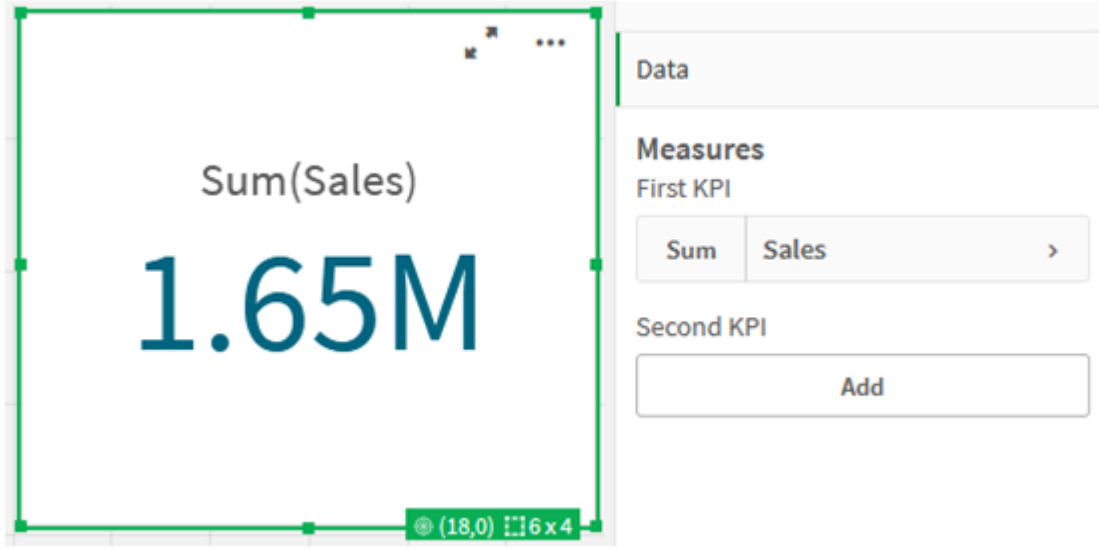 Sum(Sales)
1.65M
(18,0) 6 x 4
Data
Measures
First KPI
Sum Sales
Second KPI
Add